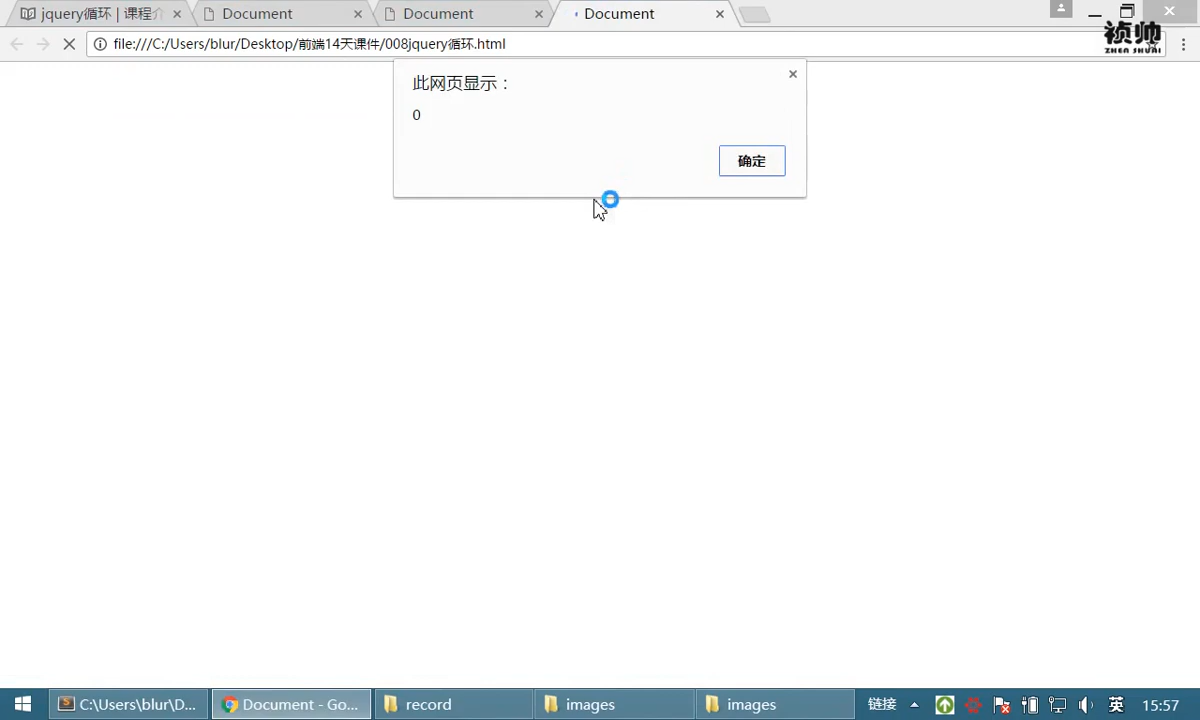 jquery循环 | 课程介
Document
Document
Document
祯帅
ZHEN SHUAI
file:///C:/Users/blur/Desktop/前端14天课件/008jquery循环.html
此网页显示：
0
确定
C:\Users\blur\D...
Document - Go...
record
images
images
链接
英
15:57